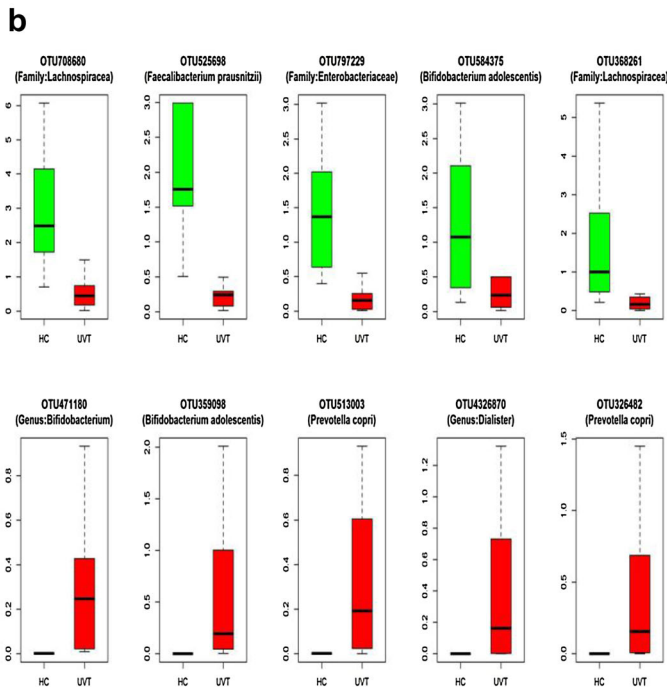 b
OTU708680
(Family:Lachnospiracea)
OTU525698
(Faecalibacterium prausnitzii)
OTU797229
(Family:Enterobacteriaceae)
OTU584375
(Bifidobacterium adolescentis)
OTU368261
(Family:Lachnospiracea)
6
5
4
3
2
1
0
HC
UVT
3.0
2.5
2.0
1.5
1.0
0.5
0.0
HC
UVT
3.0
2.5
2.0
1.5
1.0
0.5
0.0
HC
UVT
3.0
2.5
2.0
1.5
1.0
0.5
0.0
HC
UVT
5
4
3
2
1
0
HC
UVT
OTU471180
(Genus:Bifidobacterium)
OTU359098
(Bifidobacterium adolescentis)
OTU513003
(Prevotella copri)
OTU4326870
(Genus:Dialister)
OTU326482
(Prevotella copri)
0.8
0.6
0.4
0.2
0.0
HC
UVT
2.0
1.5
1.0
0.5
0.0
HC
UVT
0.8
0.6
0.4
0.2
0.0
HC
UVT
1.2
1.0
0.8
0.6
0.4
0.2
0.0
HC
UVT
1.5
1.0
0.5
0.0
HC
UVT